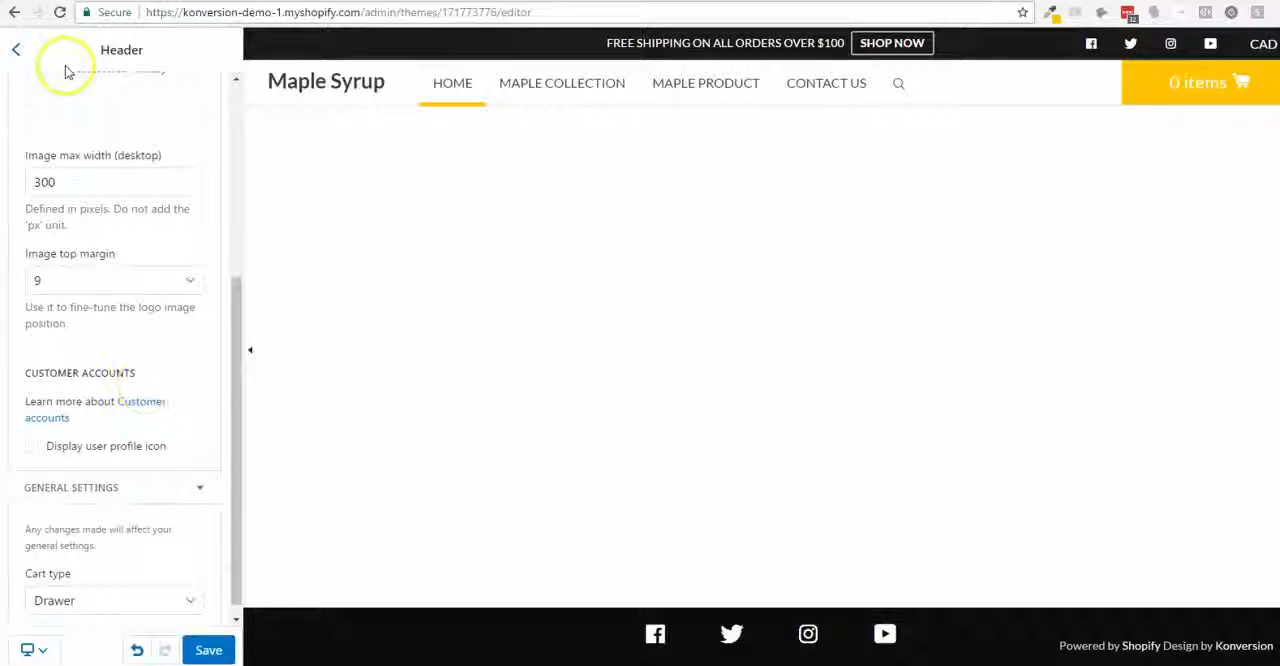 Secure
https://konversion-demo-1.myshopify.com/admin/themes/171773776/editor
32
Header
FREE SHIPPING ON ALL ORDERS OVER $100
SHOP NOW
CAD
Maple Syrup
HOME
MAPLE COLLECTION
MAPLE PRODUCT
CONTACT US
0 items
Image max width (desktop)
300
Defined in pixels. Do not add the
'px' unit.
Image top margin
9
Use it to fine-tune the logo image
position.
CUSTOMER ACCOUNTS
Learn more about Customer
accounts
Display user profile icon
GENERAL SETTINGS
Any changes made will affect your
general settings.
Cart type
Drawer
Save
Powered by Shopify Design by Konversion